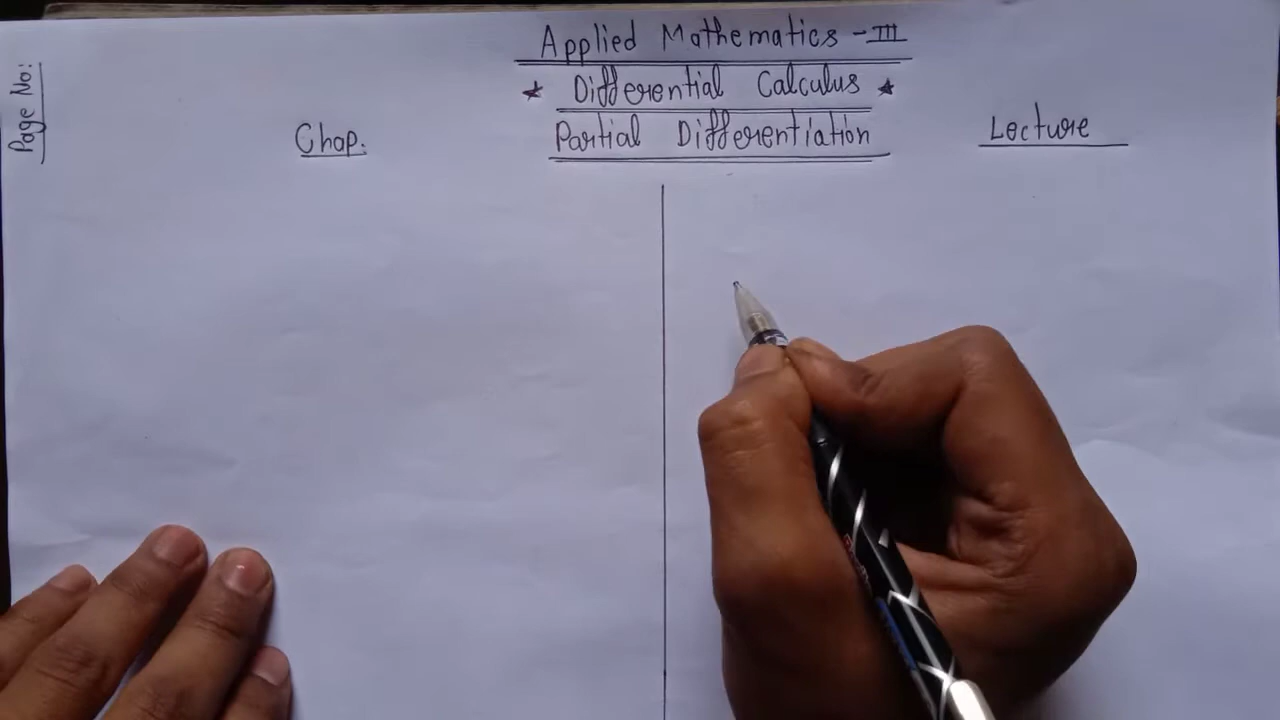 Applied Mathematics - III
* Differential Calculus *
Partial Differentiation
Page No:
Chap.
Lecture